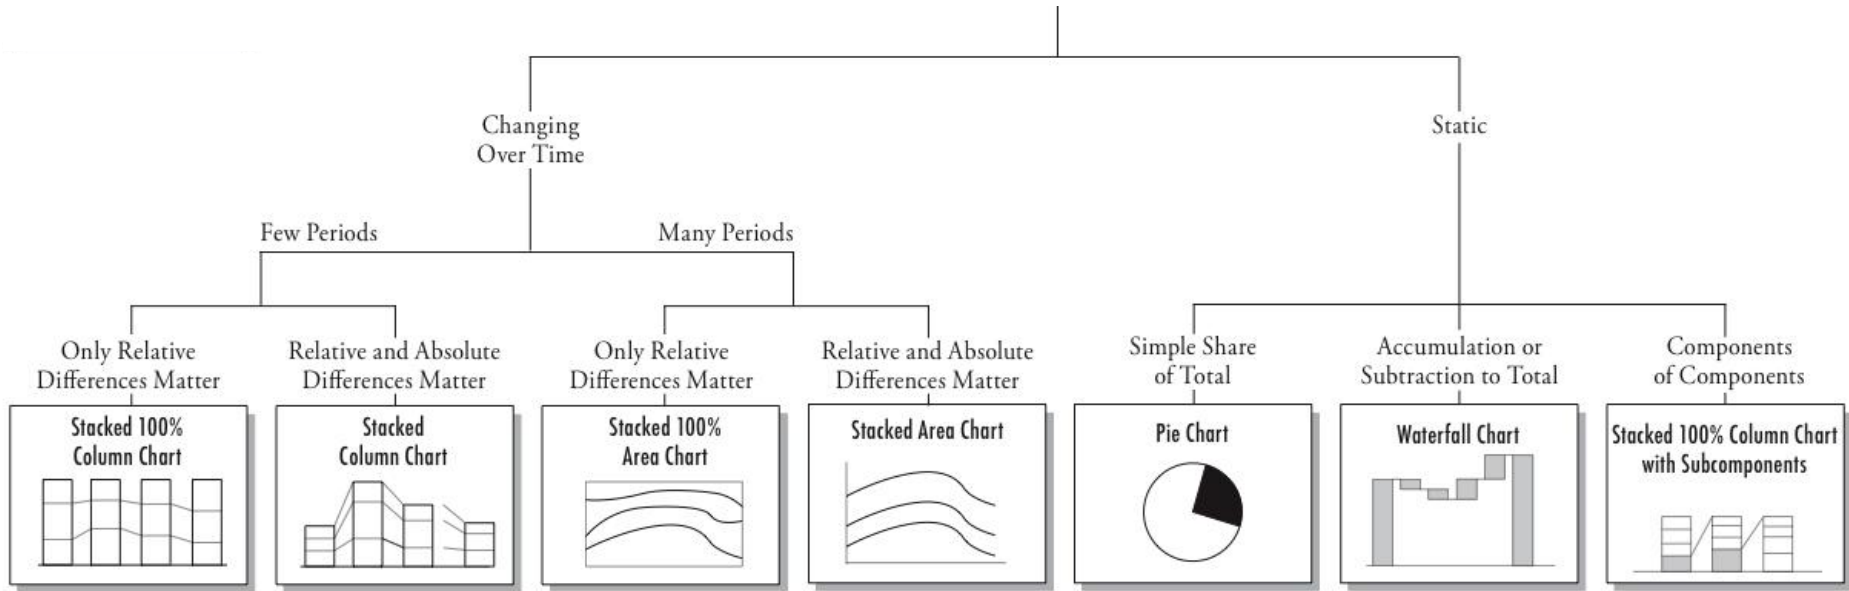 Changing
Over Time
Static
Few Periods
Many Periods
Only Relative
Differences Matter
Relative and Absolute
Differences Matter
Only Relative
Differences Matter
Relative and Absolute
Differences Matter
Simple Share
of Total
Accumulation or
Subtraction to Total
Components
of Components
Stacked 100%
Column Chart
Stacked
Column Chart
Stacked 100%
Area Chart
Stacked Area Chart
Pie Chart
Waterfall Chart
Stacked 100% Column Chart
with Subcomponents